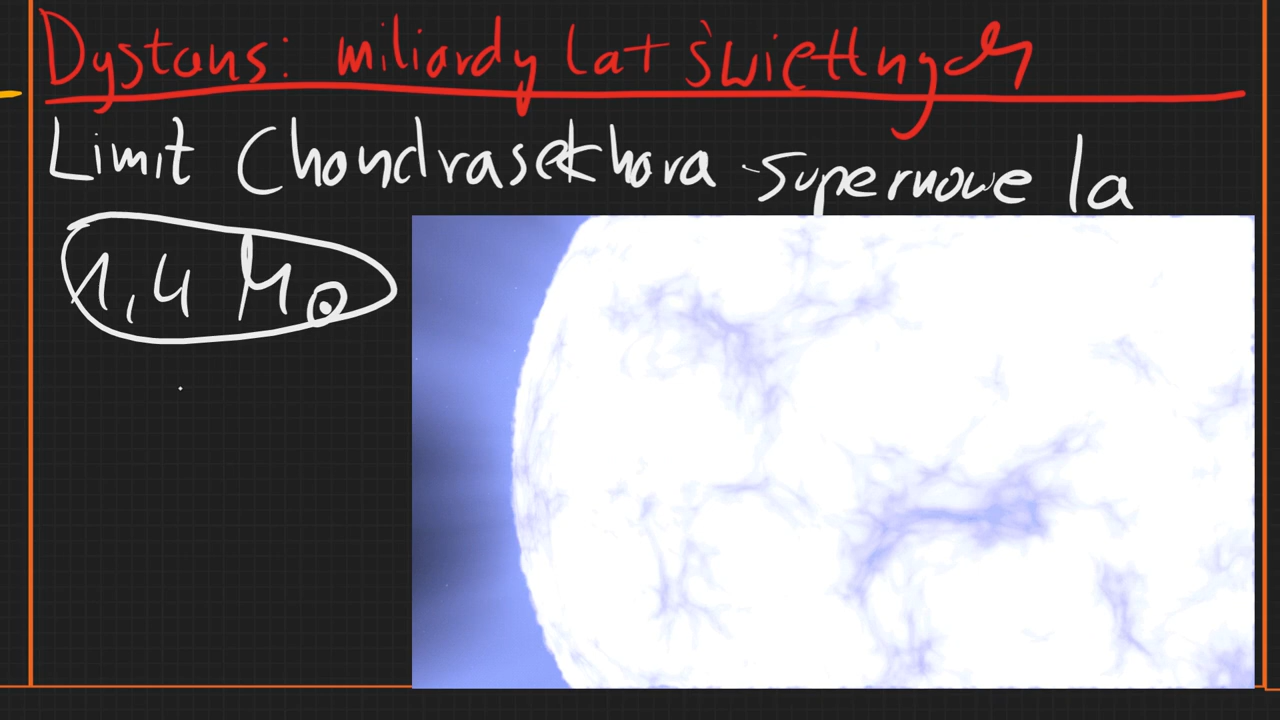 Dystans: miliardy lat świetlnych
Limit Chandrasekhara - Supernowe Ia
1,4 M☉